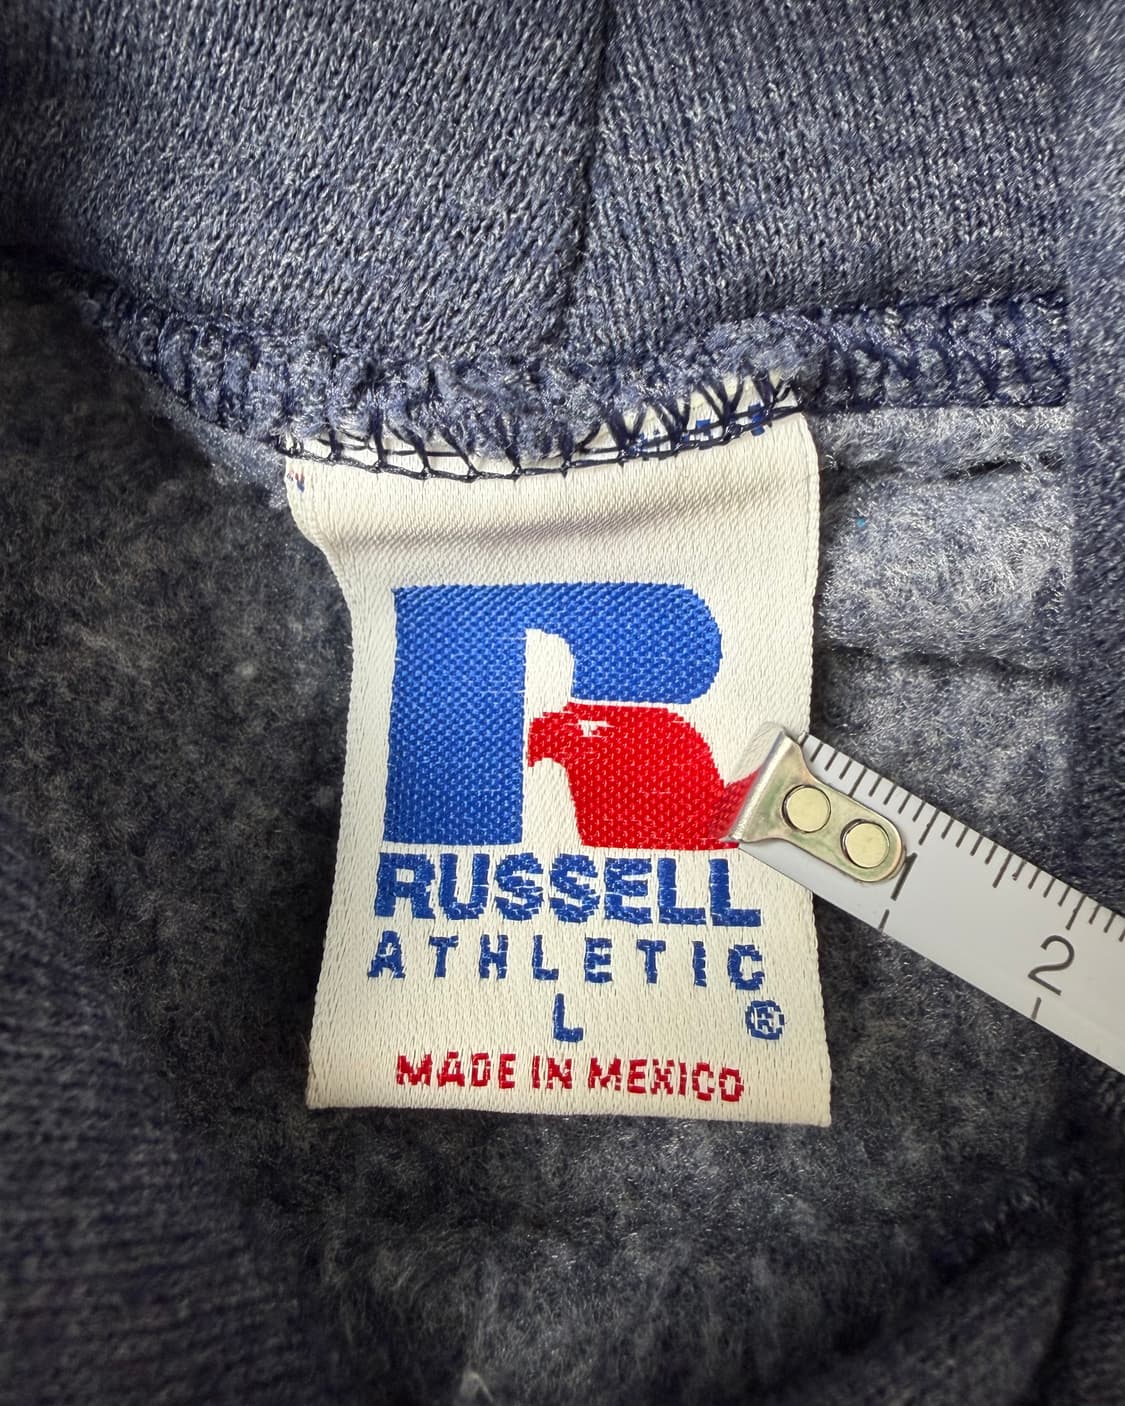 R
RUSSELL
ATHLETIC
L ®
MADE IN MEXICO
1
2